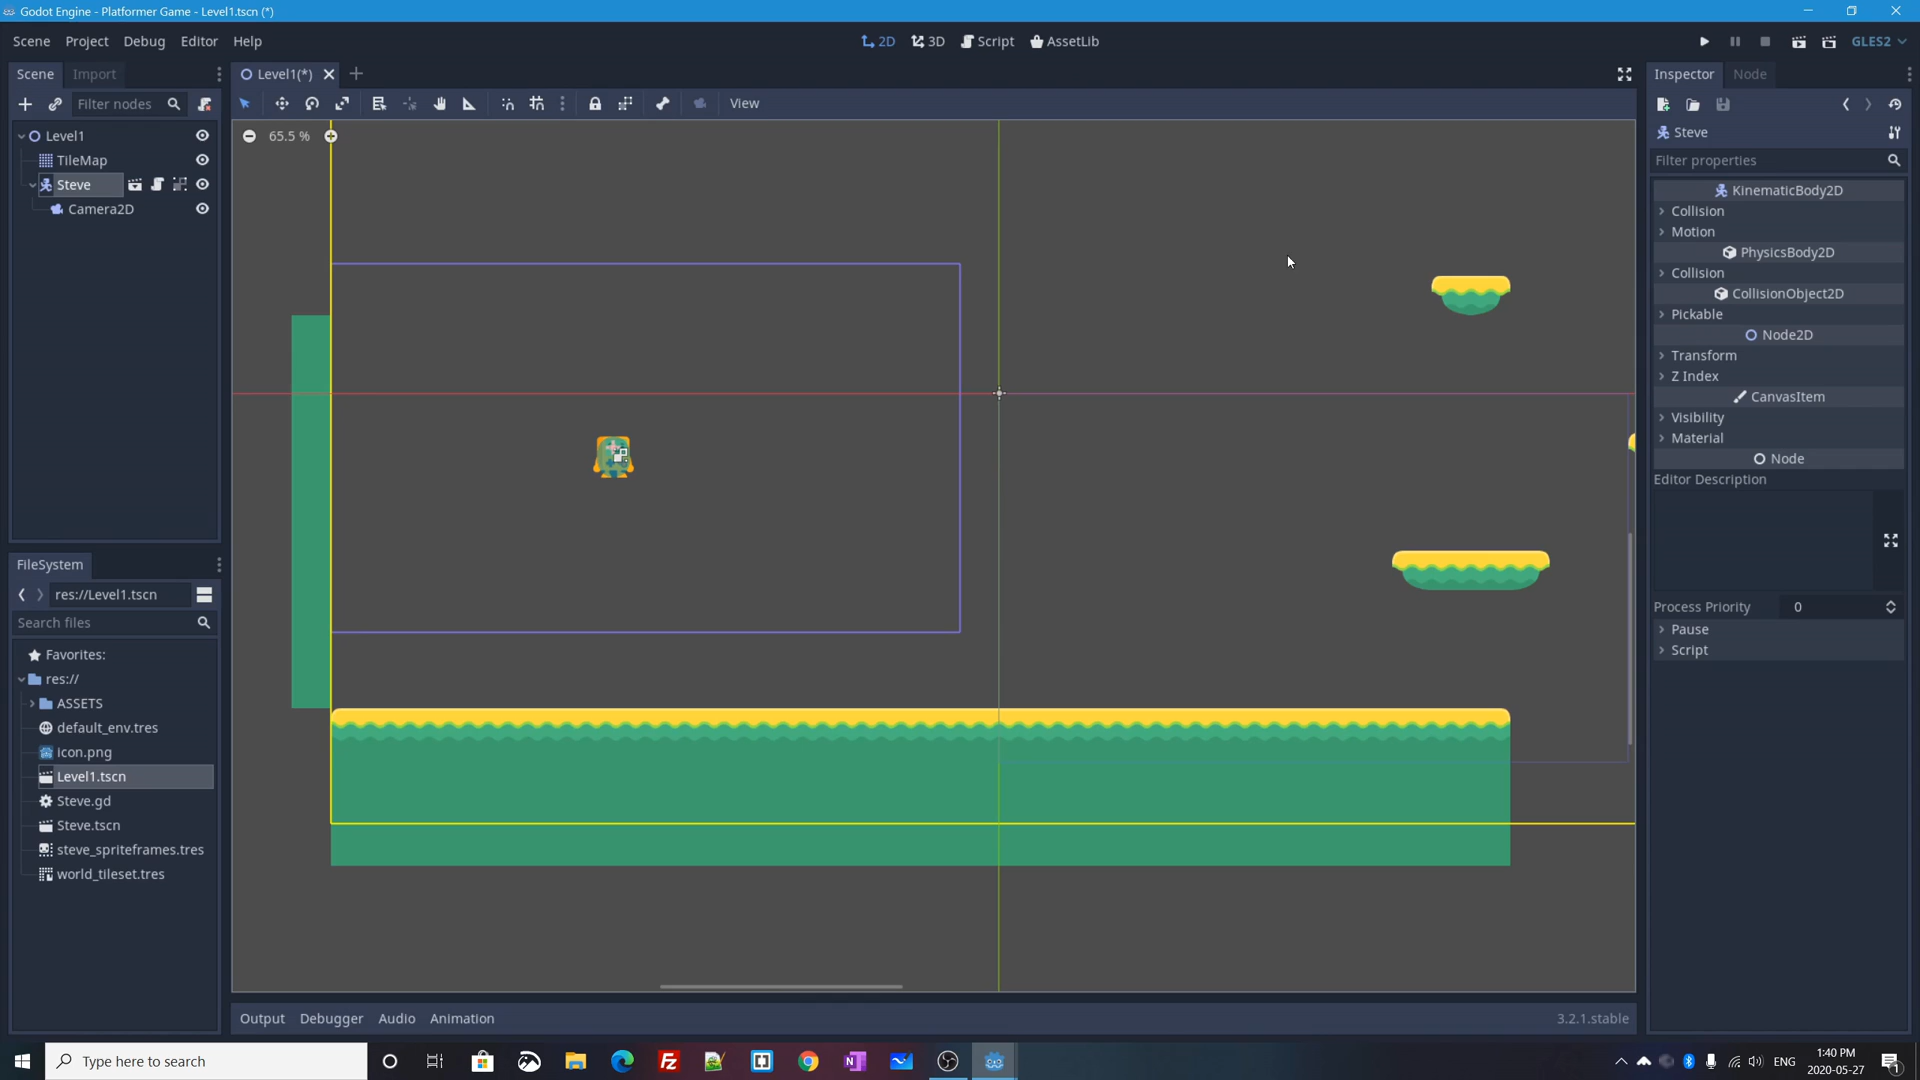 Godot Engine - Platformer Game - Level1.tscn (*)
Scene Project Debug Editor Help
2D 3D Script AssetLib
GLES2
Scene Import
Level1(*)
Inspector Node
Filter nodes
View
65.5 %
Level1
TileMap
Steve
Camera2D
Steve
Filter properties
KinematicBody2D
Collision
Motion
PhysicsBody2D
Collision
CollisionObject2D
Pickable
Node2D
Transform
Z Index
CanvasItem
Visibility
Material
Node
Editor Description
Process Priority 0
Pause
Script
FileSystem
res://Level1.tscn
Search files
Favorites:
res://
ASSETS
default_env.tres
icon.png
Level1.tscn
Steve.gd
Steve.tscn
steve_spriteframes.tres
world_tileset.tres
Output Debugger Audio Animation
3.2.1.stable
Type here to search
ENG
1:40 PM
2020-05-27
1